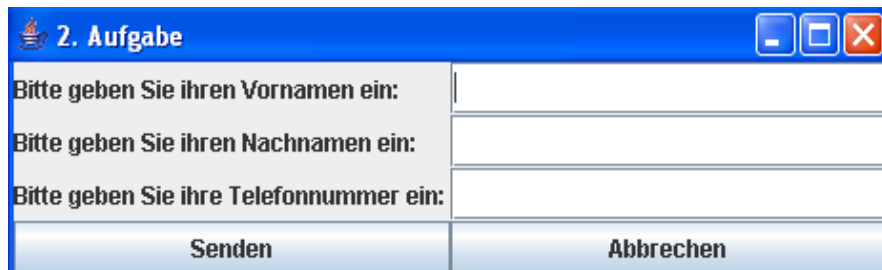 2. Aufgabe
Bitte geben Sie ihren Vornamen ein:
Bitte geben Sie ihren Nachnamen ein:
Bitte geben Sie ihre Telefonnummer ein:
Senden Abbrechen